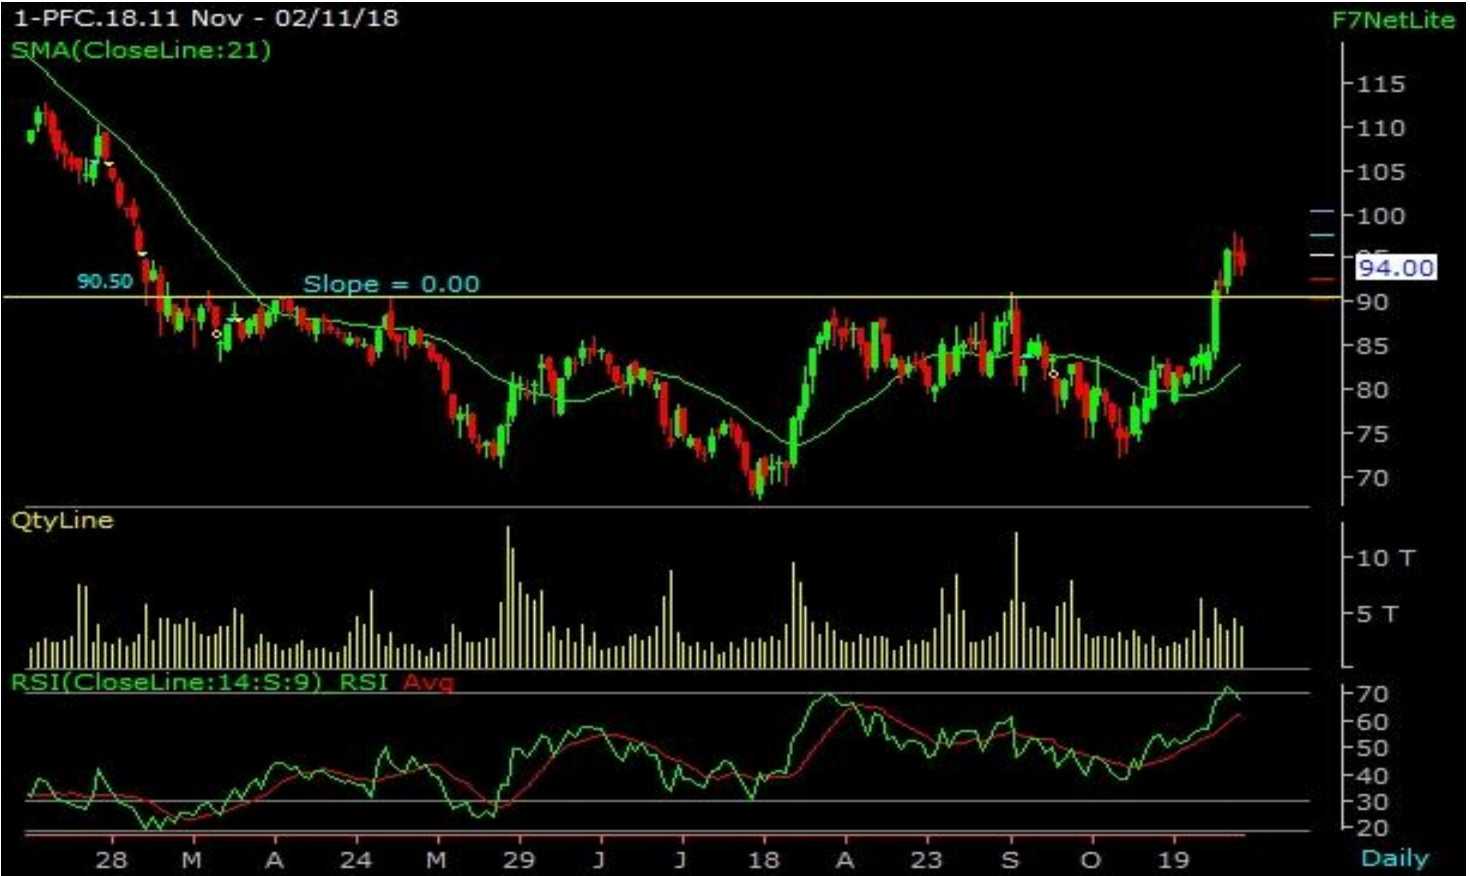 1-PFC.18.11 Nov - 02/11/18
F7NetLite
SMA(CloseLine:21)
115
110
105
100
95
94.00
90.50
Slope = 0.00
90
85
80
75
70
QtyLine
10 T
5 T
RSI(CloseLine:14:S:9) RSI Avg
70
60
50
40
30
20
28 M A 24 M 29 J J 18 A 23 S O 19
Daily